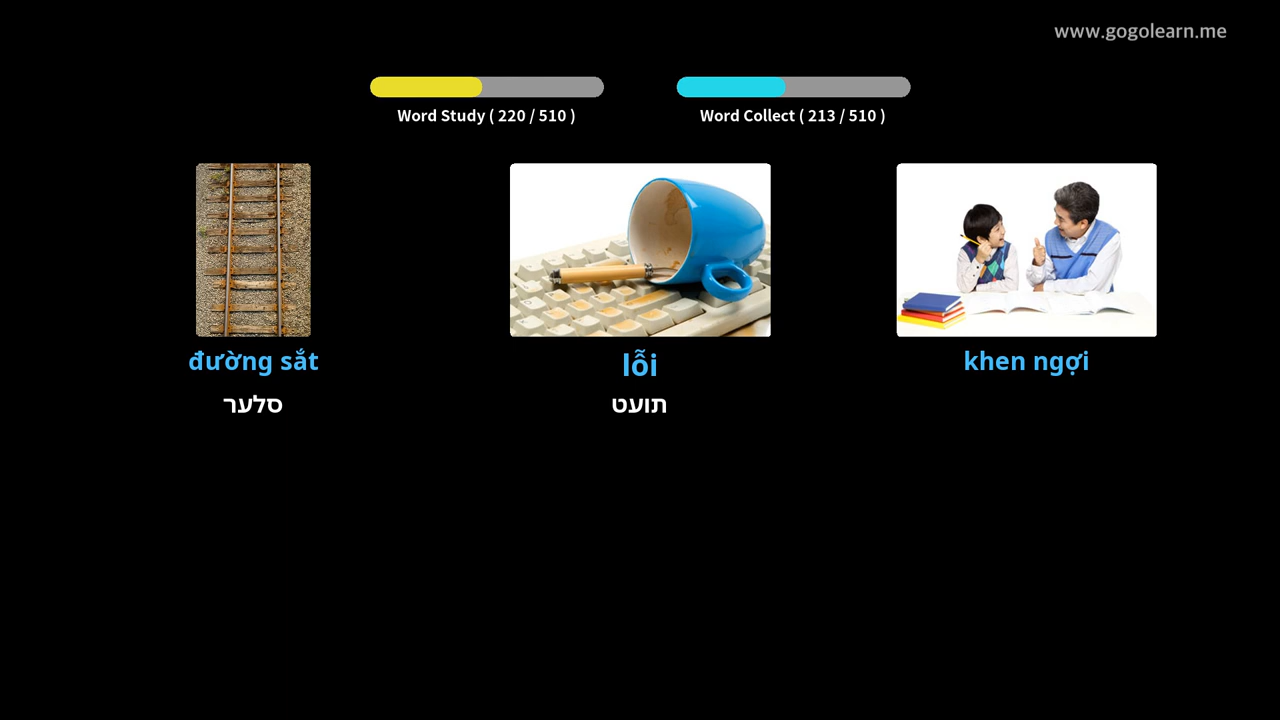 www.gogolearn.me
Word Study ( 220 / 510 )
Word Collect ( 213 / 510 )
đường sắt
סלער
lỗi
תועט
khen ngợi